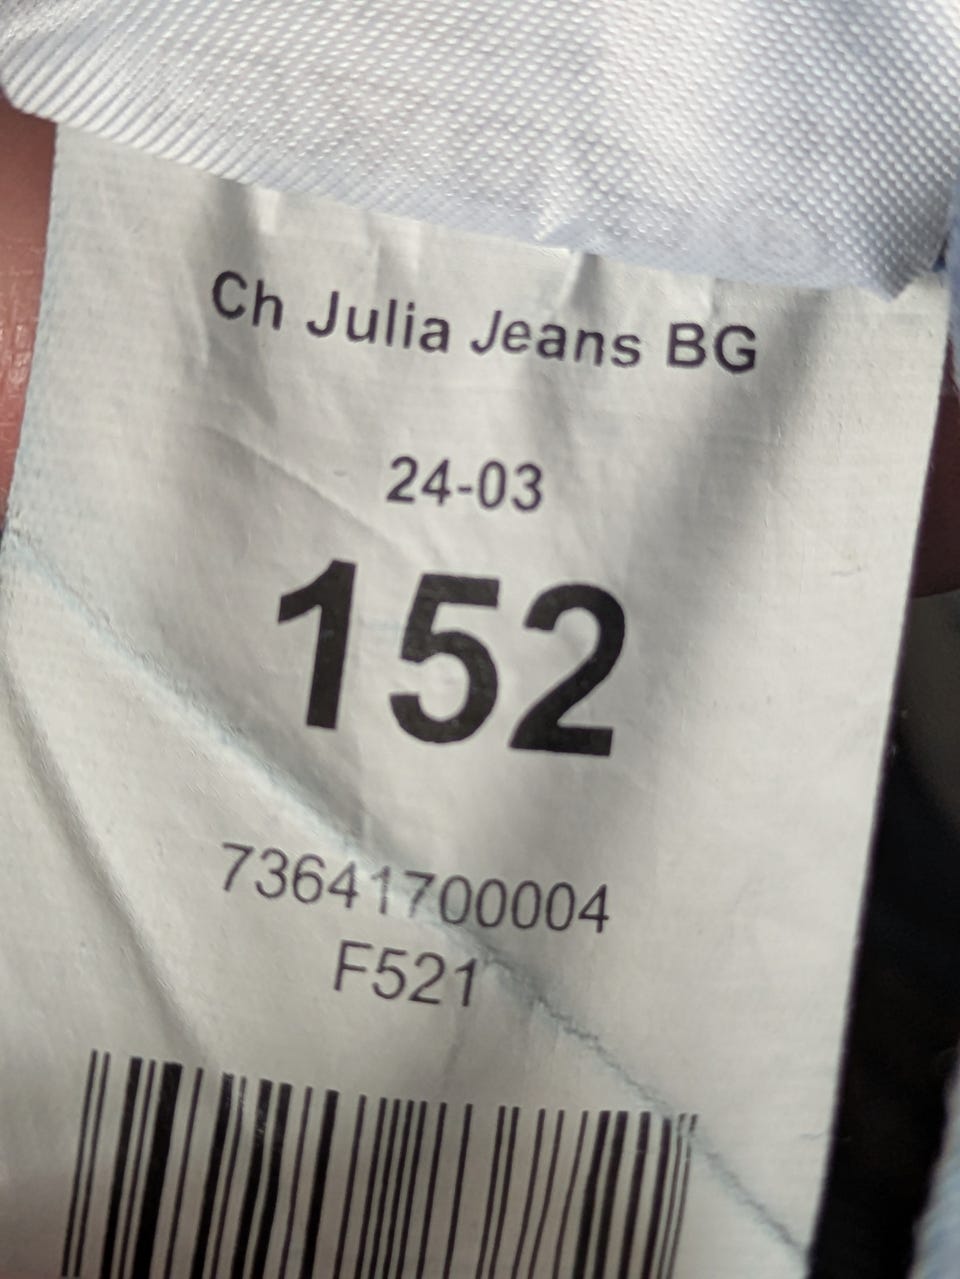 Ch Julia Jeans BG
24-03
152
73641700004
F521